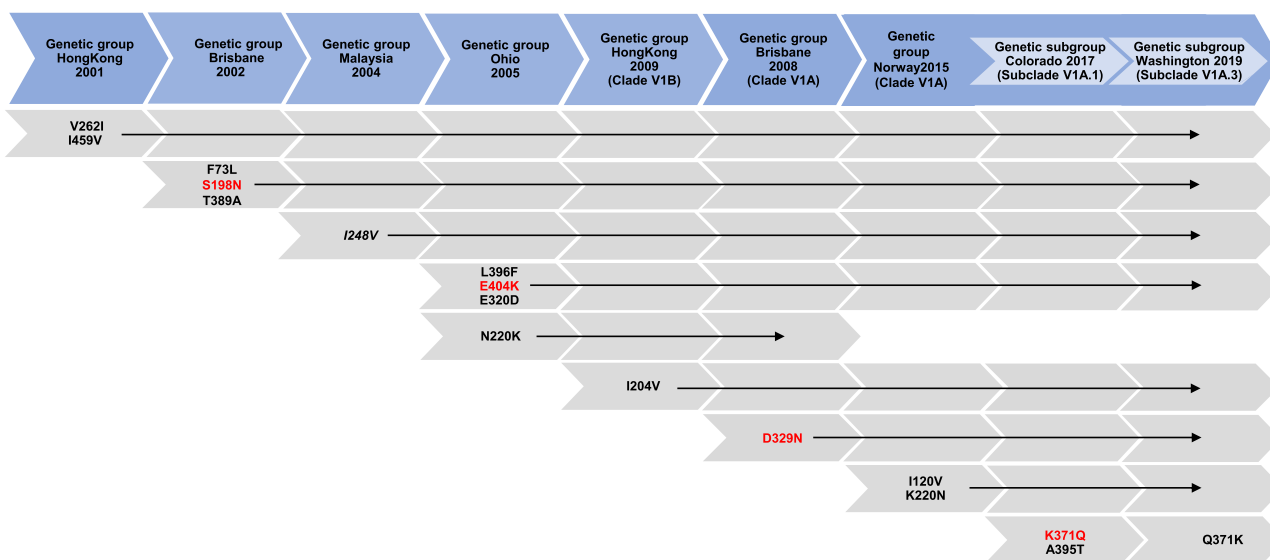 Genetic group
HongKong
2001
Genetic group
Brisbane
2002
Genetic group
Malaysia
2004
Genetic group
Ohio
2005
Genetic group
HongKong
2009
(Clade V1B)
Genetic group
Brisbane
2008
(Clade V1A)
Genetic
group
Norway2015
(Clade V1A)
Genetic subgroup
Colorado 2017
(Subclade V1A.1)
Genetic subgroup
Washington 2019
(Subclade V1A.3)
V262I
I459V
F73L
S198N
T389A
I248V
L396F
E404K
E320D
N220K
I204V
D329N
I120V
K220N
K371Q
A395T
Q371K